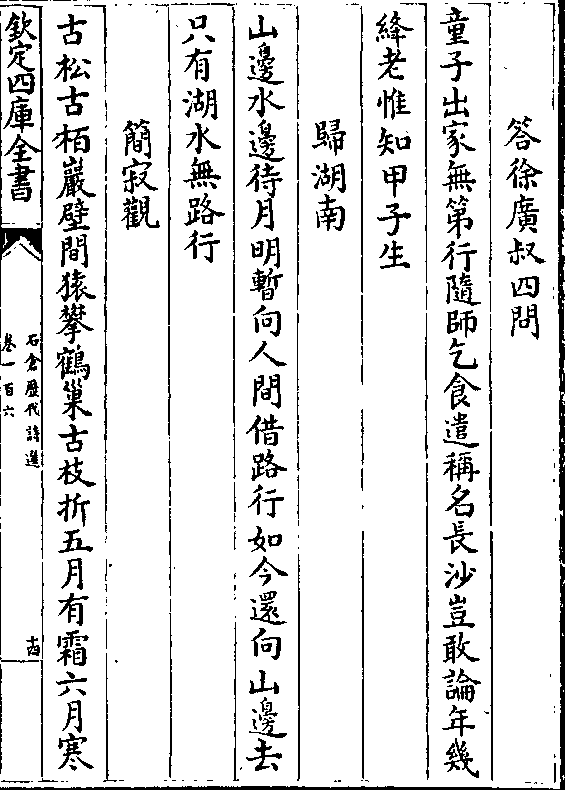 答徐廣叔四問
童子出家無第行隨師乞食遣稱名長沙豈敢論年幾
絳老惟知甲子生
歸湖南
山邊水邊待月明暫向人間借路行如今還向山邊去
只有湖水無路行
簡寂觀
古松古柏巖壁間猿攀鶴巢古枝折五月有霜六月寒
欽定四庫全書
石倉歷代詩選
卷一百六
十四